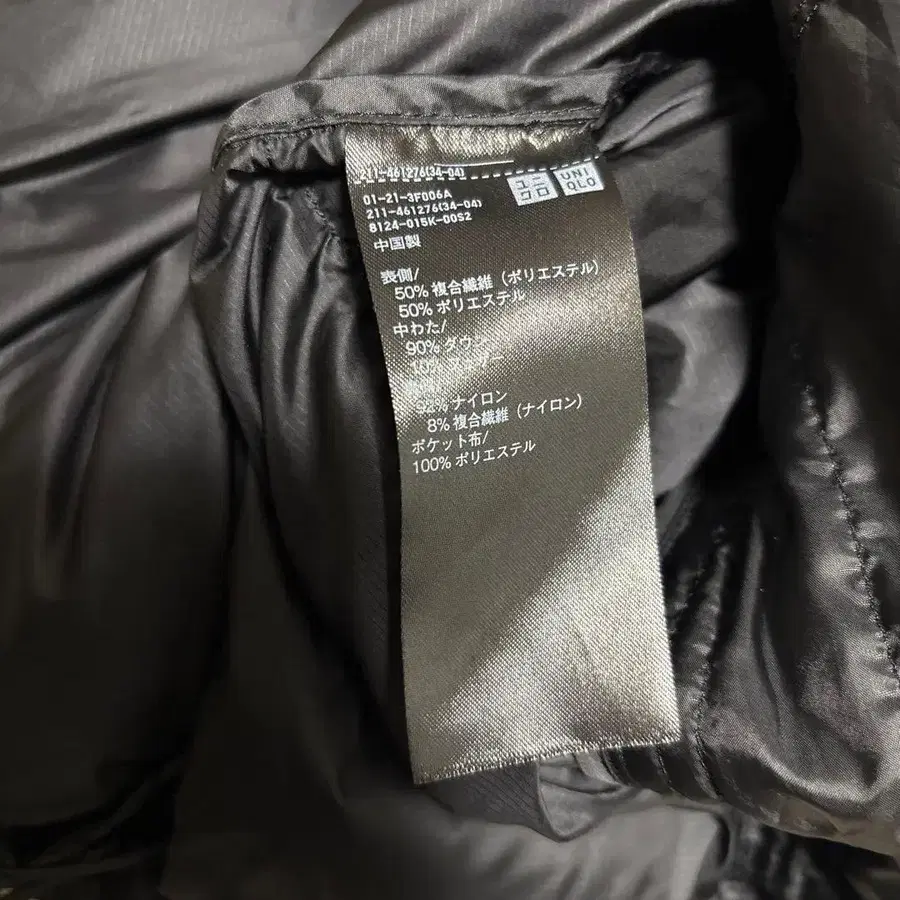 211-461276(34-04)
ユニ
クロ
UNI
QLO
01-21-3F006A
211-461276(34-04)
8124-015K-00S2
中国製
表側/
50% 複合繊維 (ポリエステル)
50% ポリエステル
中わた/
90% ダウン
10%
92% ナイロン
8% 複合繊維 (ナイロン)
ポケット布/
100% ポリエステル